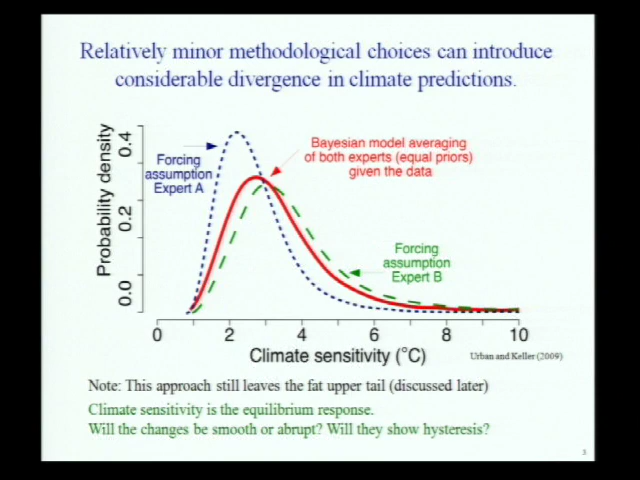 Relatively minor methodological choices can introduce
considerable divergence in climate predictions.
Probability density
0.4
0.2
0.0
Forcing
assumption
Expert A
Bayesian model averaging
of both experts (equal priors)
given the data
Forcing
assumption
Expert B
0 2 4 6 8 10
Climate sensitivity (°C)
Urban and Keller (2009)
Note: This approach still leaves the fat upper tail (discussed later)
Climate sensitivity is the equilibrium response.
Will the changes be smooth or abrupt? Will they show hysteresis?
3